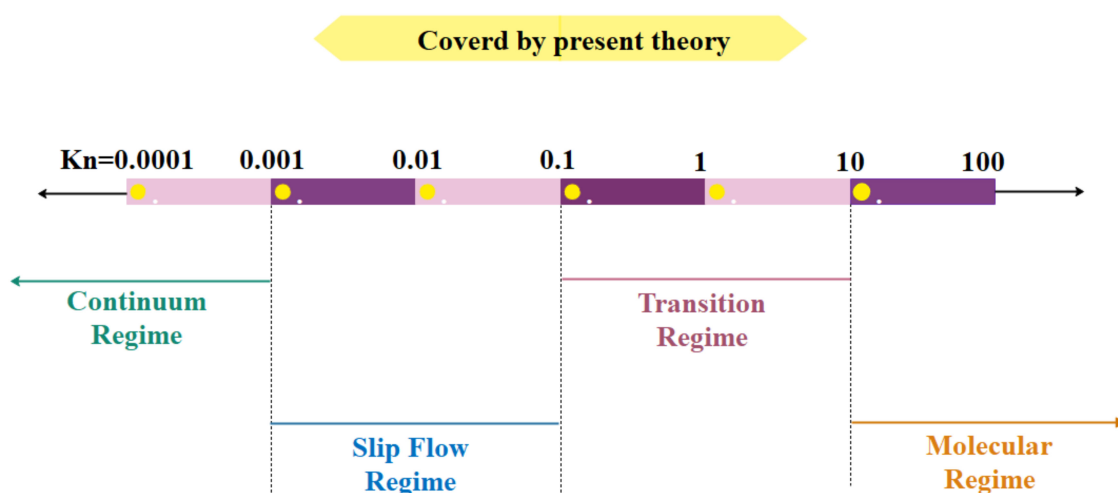 Coverd by present theory
Kn=0.0001 0.001 0.01 0.1 1 10 100
Continuum
Regime
Transition
Regime
Slip Flow
Regime
Molecular
Regime